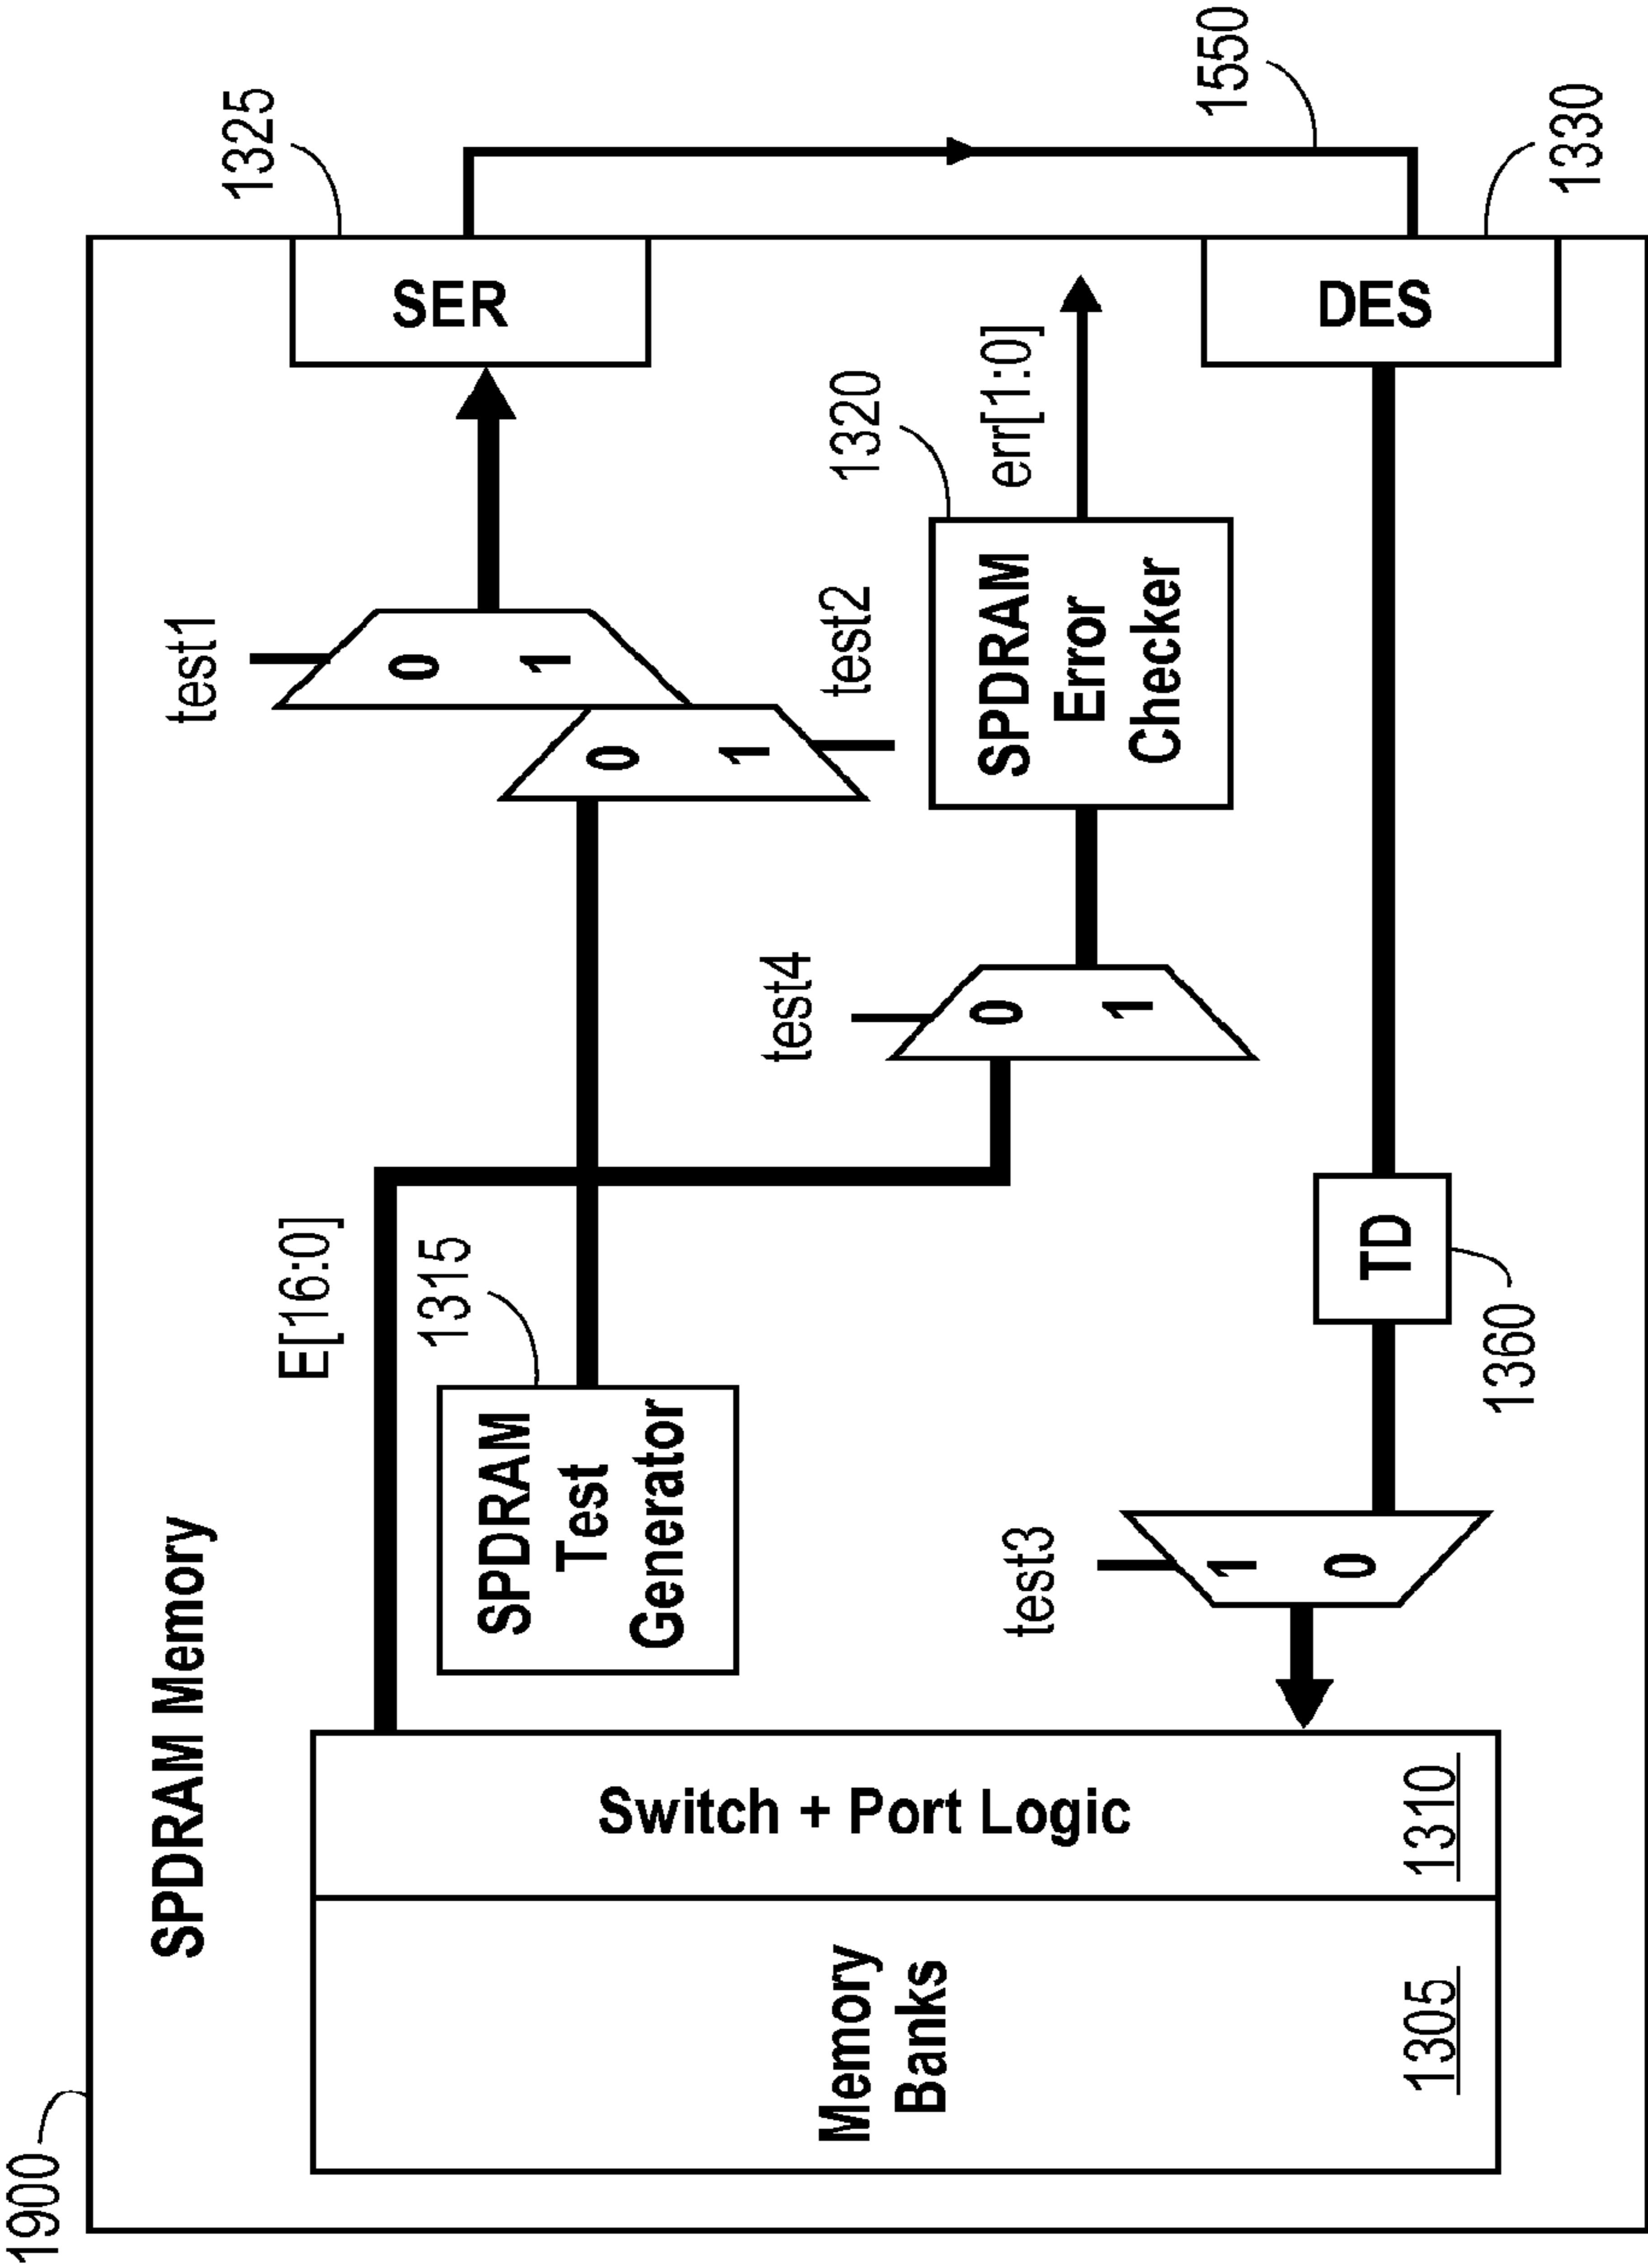 1900
SPDRAM Memory
Memory
Banks
1305
Switch + Port Logic
1310
E[16:0]
SPDRAM
Test
Generator
1315
test3
1
0
TD
1360
test4
0
1
test1
0
1
0
1
test2
SPDRAM
Error
Checker
1320
err[1:0]
SER
1325
DES
1330
1550